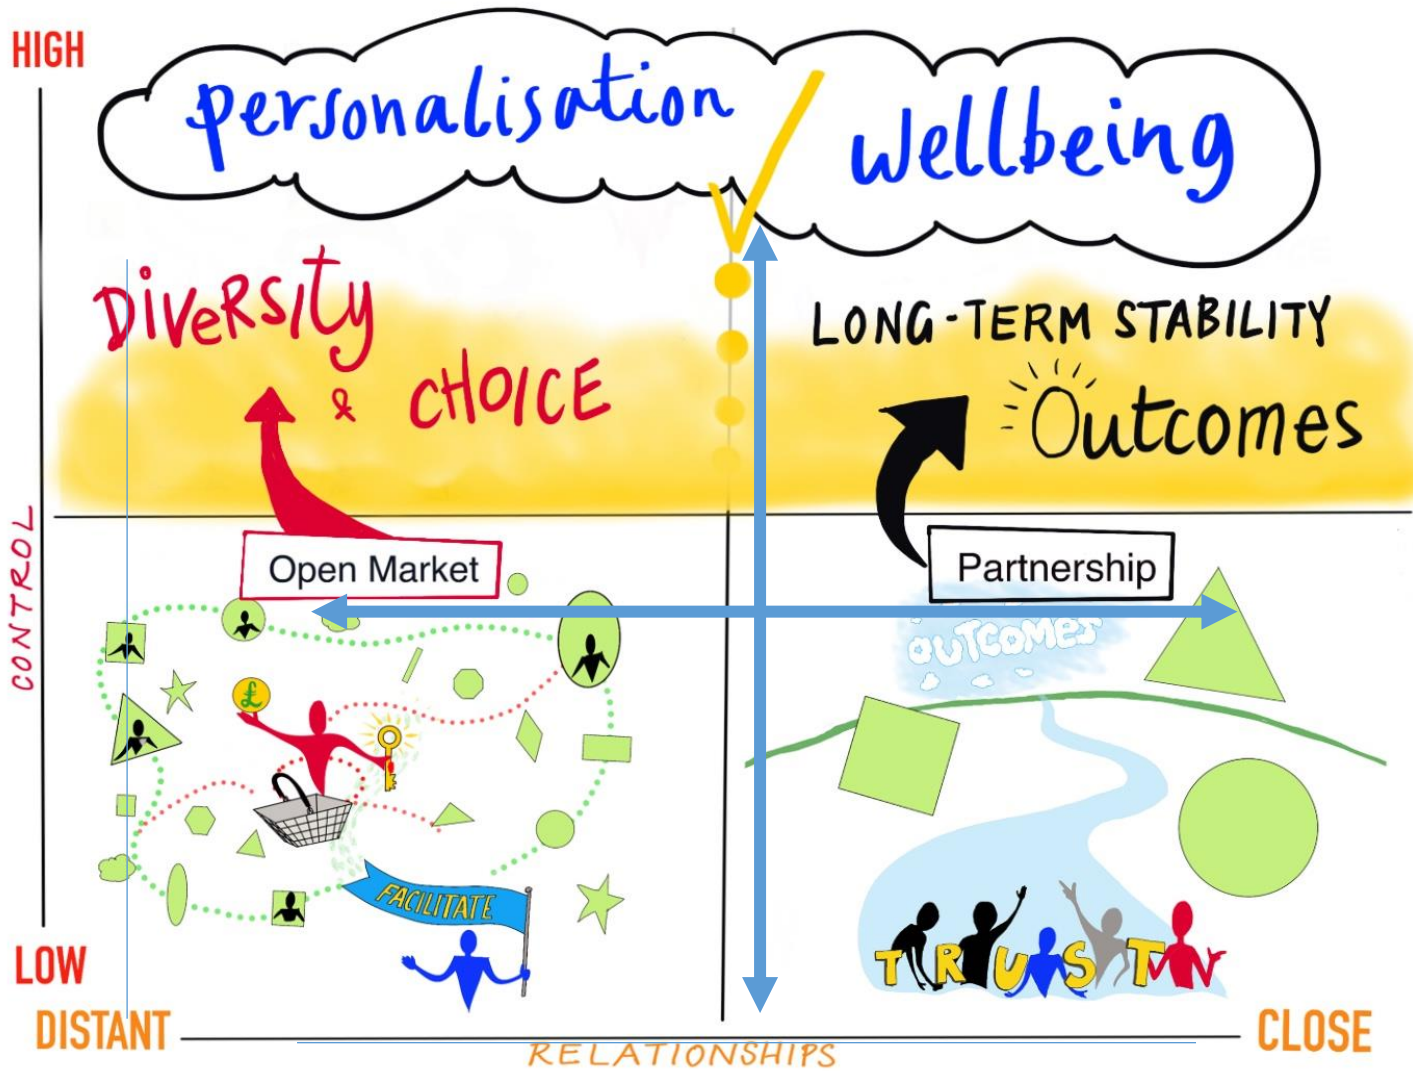 HIGH
personalisation
wellbeing
DiveRsity
& CHOICE
LONG-TERM STABILITY
Outcomes
CONTROL
Open Market
Partnership
OUTCOMES
£
FACILITATE
TRUST
LOW
DISTANT
RELATIONSHIPS
CLOSE